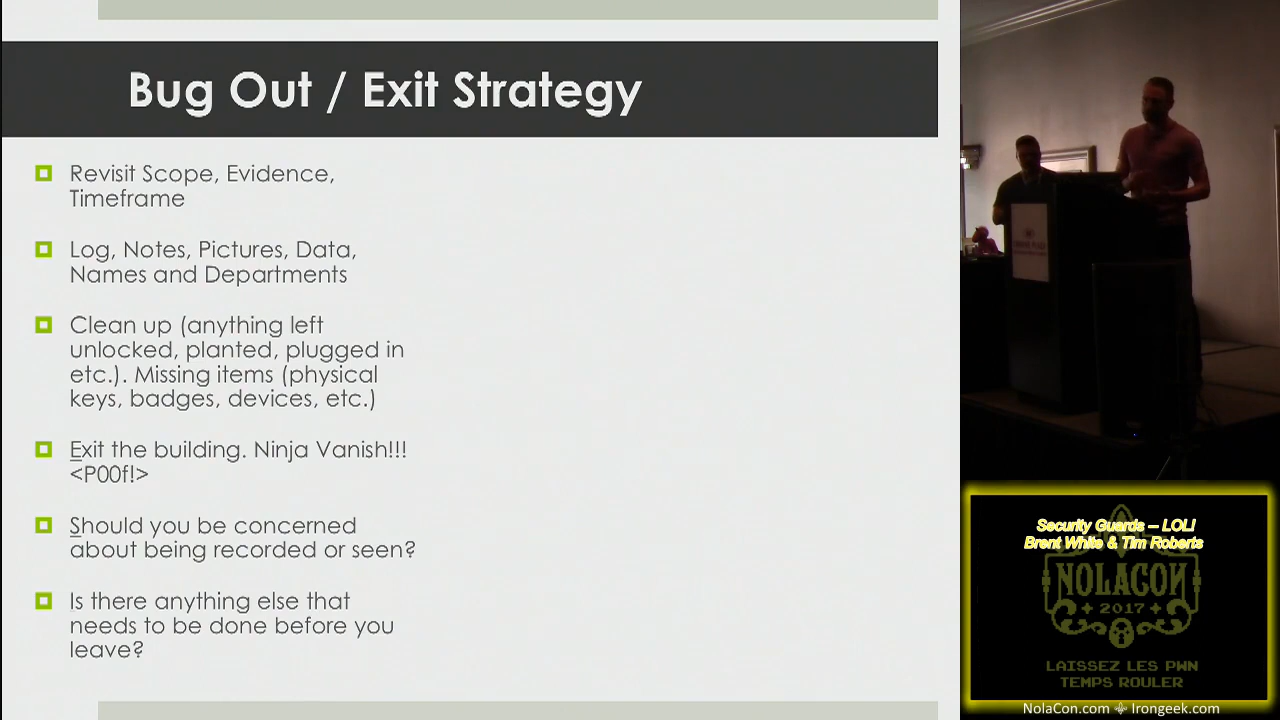 Bug Out / Exit Strategy
Revisit Scope, Evidence,
Timeframe
Log, Notes, Pictures, Data,
Names and Departments
Clean up (anything left
unlocked, planted, plugged in
etc.). Missing items (physical
keys, badges, devices, etc.)
Exit the building. Ninja Vanish!!!
<P00f!>
Should you be concerned
about being recorded or seen?
Is there anything else that
needs to be done before you
leave?
Security Guards -- LOL!
Brent White & Tim Roberts
NOLACON
2017
LAISSEZ LES PWN
TEMPS ROULER
NolaCon.com Irongeek.com